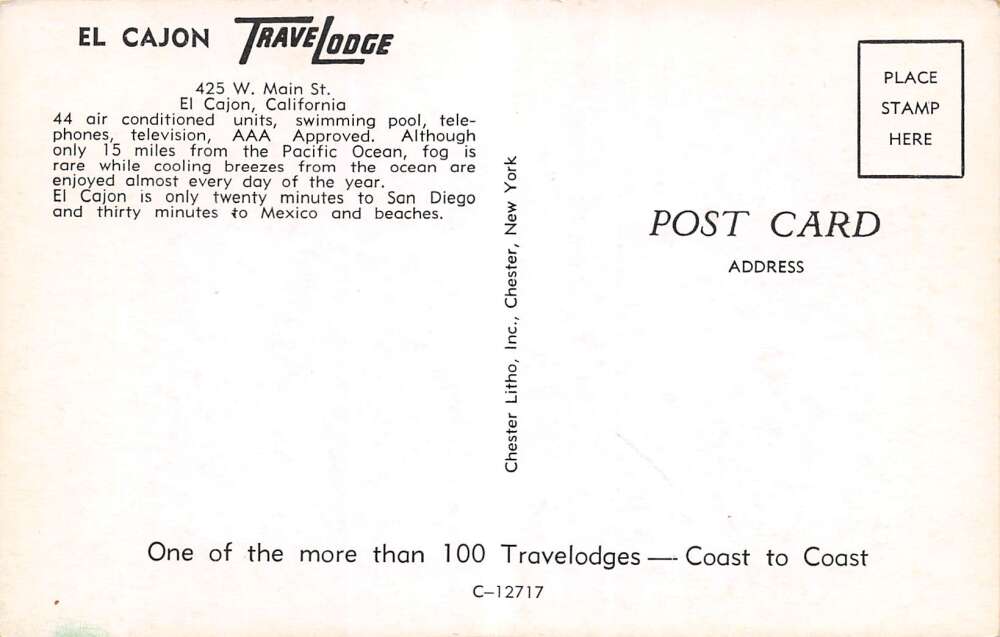 EL CAJON TRAVELODGE
425 W. Main St.
El Cajon, California
44 air conditioned units, swimming pool, tele-
phones, television, AAA Approved. Although
only 15 miles from the Pacific Ocean, fog is
rare while cooling breezes from the ocean are
enjoyed almost every day of the year.
El Cajon is only twenty minutes to San Diego
and thirty minutes to Mexico and beaches.
Chester Litho, Inc., Chester, New York
PLACE
STAMP
HERE
POST CARD
ADDRESS
One of the more than 100 Travelodges — Coast to Coast
C-12717